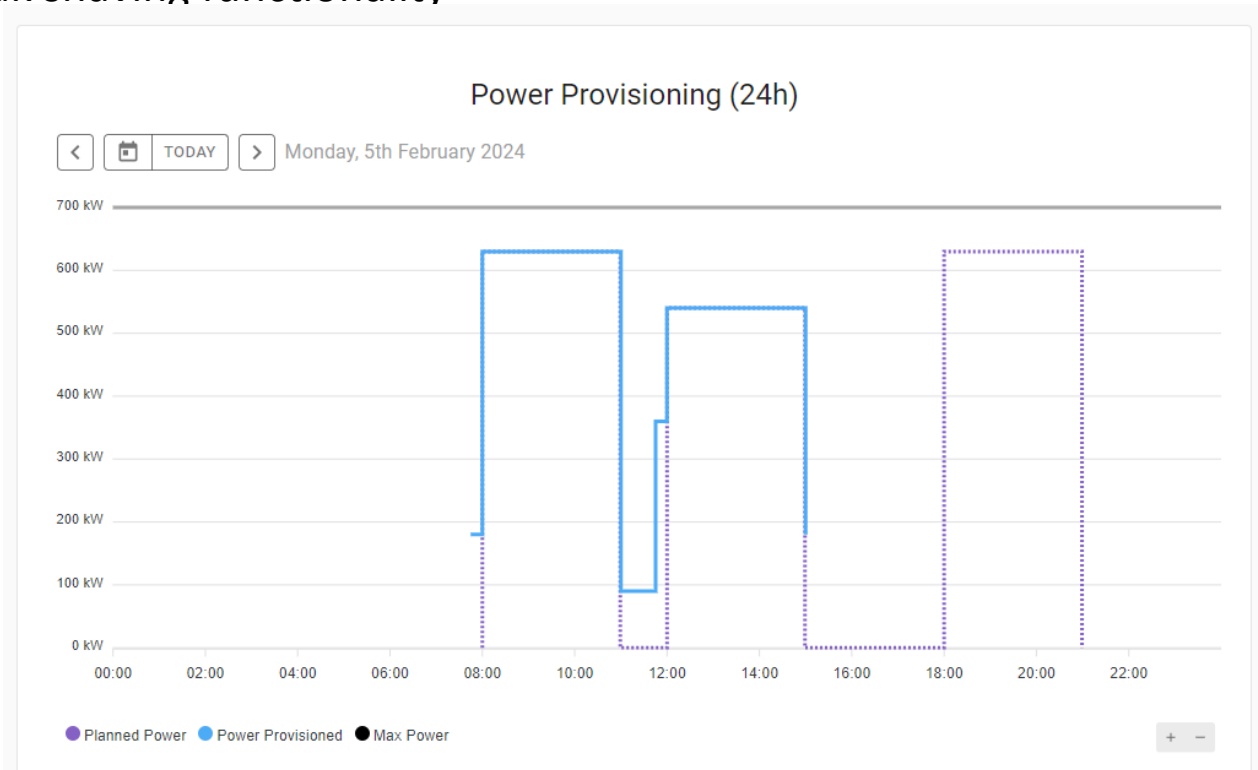 Power Provisioning (24h)
TODAY
Monday, 5th February 2024
700 kW
600 kW
500 kW
400 kW
300 kW
200 kW
100 kW
0 kW
00:00 02:00 04:00 06:00 08:00 10:00 12:00 14:00 16:00 18:00 20:00 22:00
Planned Power Power Provisioned Max Power
+ −